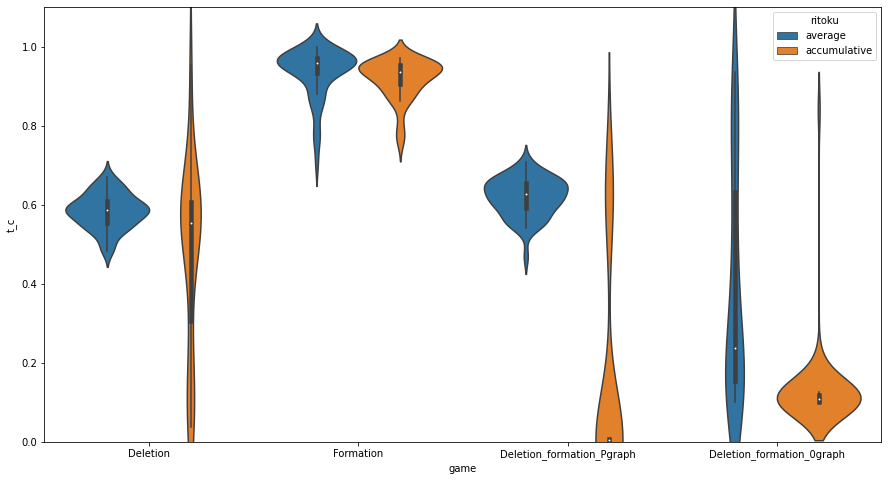 ritoku
average
accumulative
1.0
0.8
0.6
0.4
0.2
0.0
t_c
Deletion
Formation
Deletion_formation_Pgraph
Deletion_formation_0graph
game